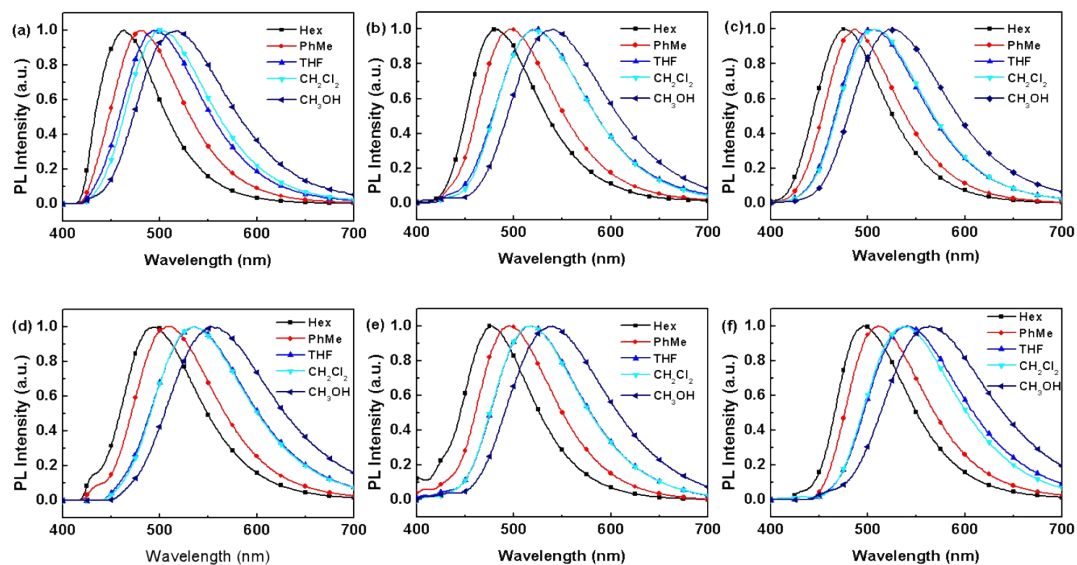 (a)
Hex
PhMe
THF
CH2Cl2
CH3OH
PL Intensity (a.u.)
1.0
0.8
0.6
0.4
0.2
0.0
400 500 600 700
Wavelength (nm)
(b)
Hex
PhMe
THF
CH2Cl2
CH3OH
PL Intensity (a.u.)
1.0
0.8
0.6
0.4
0.2
0.0
400 500 600 700
Wavelength (nm)
(c)
Hex
PhMe
THF
CH2Cl2
CH3OH
PL Intensity (a.u.)
1.0
0.8
0.6
0.4
0.2
0.0
400 500 600 700
Wavelength (nm)
(d)
Hex
PhMe
THF
CH2Cl2
CH3OH
PL Intensity (a.u.)
1.0
0.8
0.6
0.4
0.2
0.0
400 500 600 700
Wavelength (nm)
(e)
Hex
PhMe
THF
CH2Cl2
CH3OH
PL Intensity (a.u.)
1.0
0.8
0.6
0.4
0.2
0.0
400 500 600 700
Wavelength (nm)
(f)
Hex
PhMe
THF
CH2Cl2
CH3OH
PL Intensity (a.u.)
1.0
0.8
0.6
0.4
0.2
0.0
400 500 600 700
Wavelength (nm)